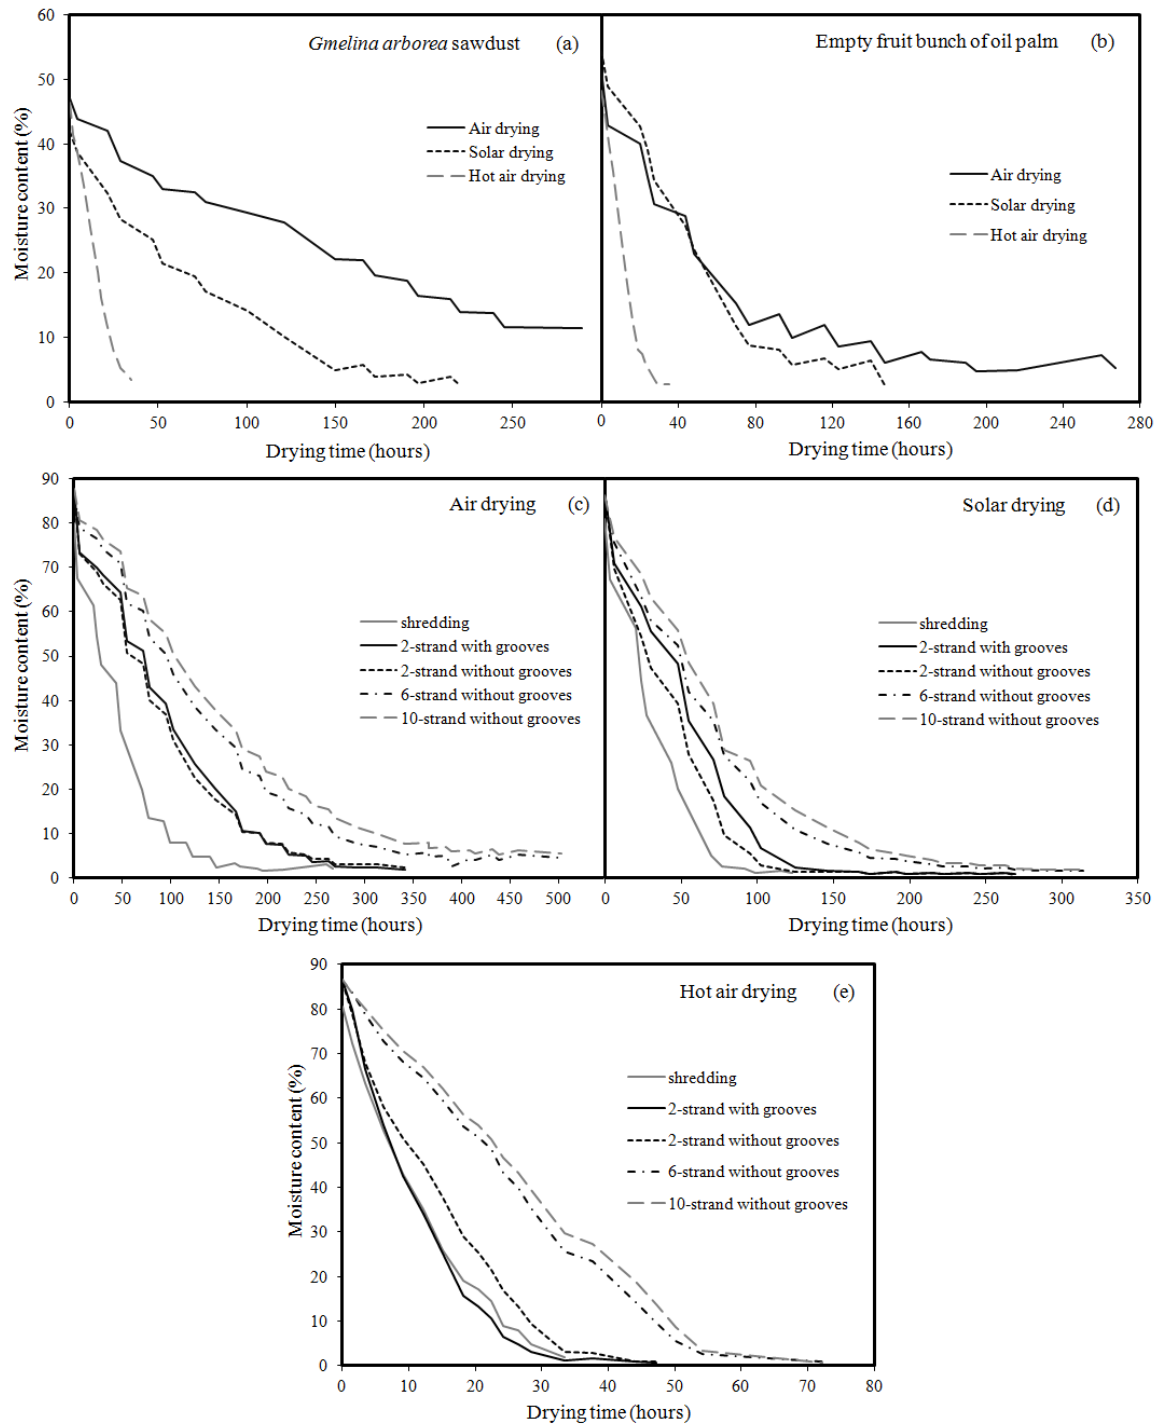 Gmelina arborea sawdust (a)
Moisture content (%)
60
50
40
30
20
10
0
Air drying
Solar drying
Hot air drying
0 50 100 150 200 250
Drying time (hours)
Empty fruit bunch of oil palm (b)
Air drying
Solar drying
Hot air drying
0 40 80 120 160 200 240 280
Drying time (hours)
Air drying (c)
Moisture content (%)
90
80
70
60
50
40
30
20
10
0
shredding
2-strand with grooves
2-strand without grooves
6-strand without grooves
10-strand without grooves
0 50 100 150 200 250 300 350 400 450 500
Drying time (hours)
Solar drying (d)
shredding
2-strand with grooves
2-strand without grooves
6-strand without grooves
10-strand without grooves
0 50 100 150 200 250 300 350
Drying time (hours)
Hot air drying (e)
Moisture content (%)
90
80
70
60
50
40
30
20
10
0
shredding
2-strand with grooves
2-strand without grooves
6-strand without grooves
10-strand without grooves
0 10 20 30 40 50 60 70 80
Drying time (hours)